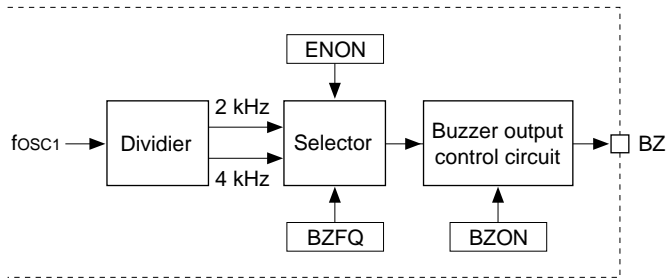 ENON
2 kHz
fOSC1
Dividier
Selector
Buzzer output
control circuit
BZ
4 kHz
BZFQ
BZON